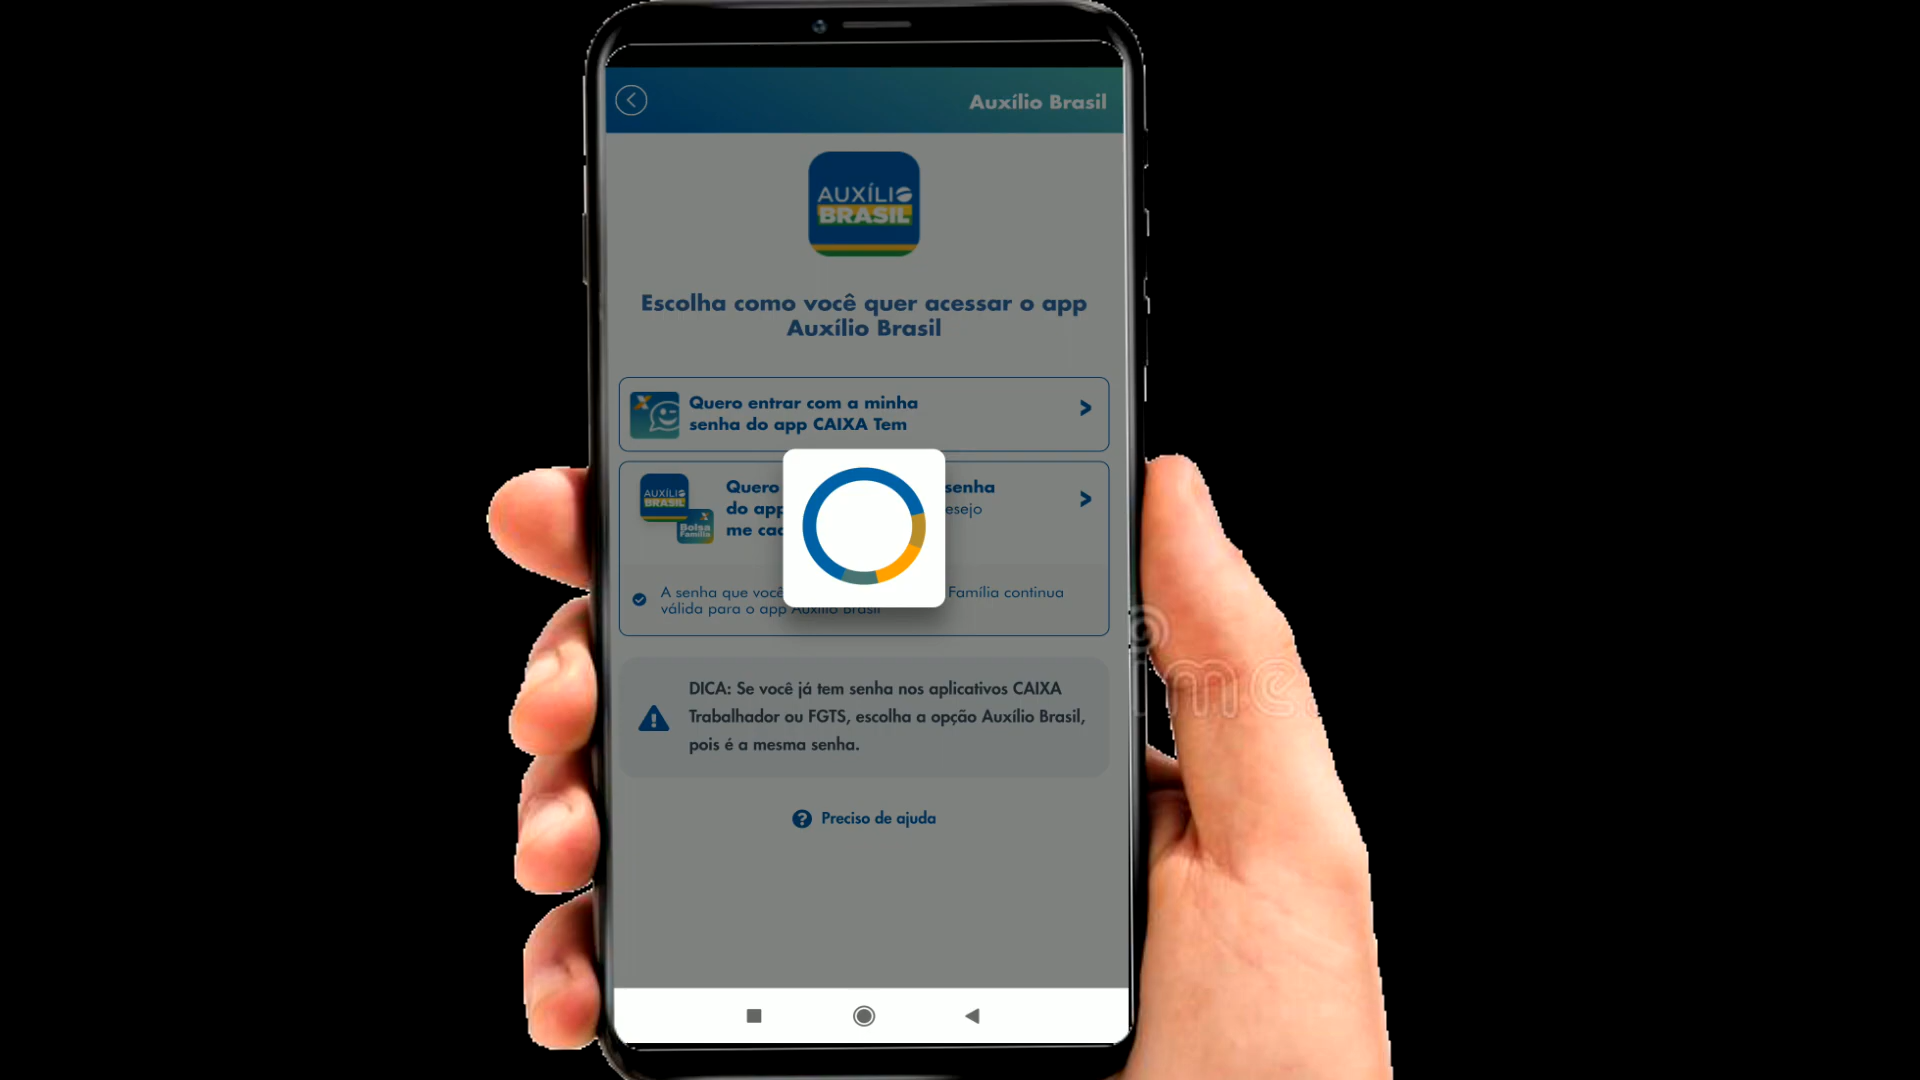 Auxílio Brasil
AUXÍLIO
BRASIL
Escolha como você quer acessar o app
Auxílio Brasil
Quero entrar com a minha
senha do app CAIXA Tem
AUXÍLIO
BRASIL
Bolsa
Família
Quero senha
do app esejo
me cad
A senha que você Família continua
válida para o app Auxílio Brasil
DICA: Se você já tem senha nos aplicativos CAIXA
Trabalhador ou FGTS, escolha a opção Auxílio Brasil,
pois é a mesma senha.
Preciso de ajuda